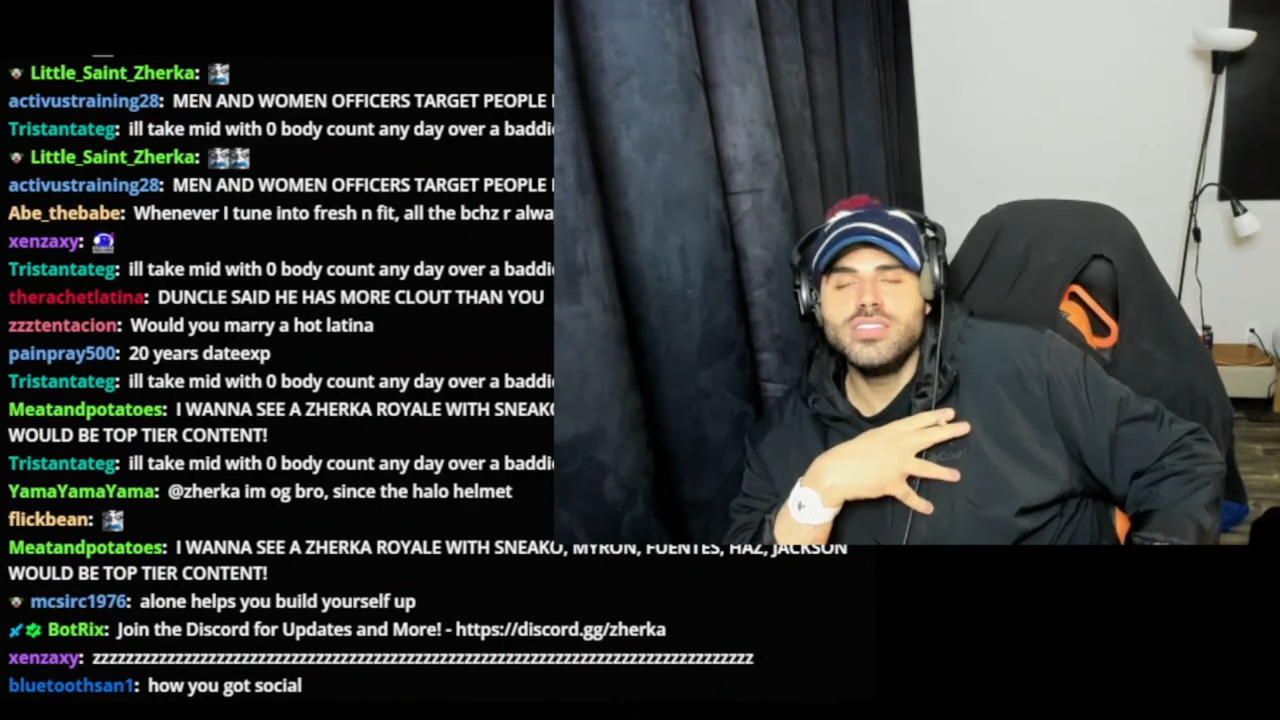 Little_Saint_Zherka:
activustraining28: MEN AND WOMEN OFFICERS TARGET PEOPLE
Tristantateg: ill take mid with 0 body count any day over a baddie
Little_Saint_Zherka:
activustraining28: MEN AND WOMEN OFFICERS TARGET PEOPLE
Abe_thebabe: Whenever I tune into fresh n fit, all the bchz r alwa
xenzaxy:
Tristantateg: ill take mid with 0 body count any day over a baddie
therachetlatina: DUNCLE SAID HE HAS MORE CLOUT THAN YOU
zzztentacion: Would you marry a hot latina
painpray500: 20 years dateexp
Tristantateg: ill take mid with 0 body count any day over a baddie
Meatandpotatoes: I WANNA SEE A ZHERKA ROYALE WITH SNEAKO
WOULD BE TOP TIER CONTENT!
Tristantateg: ill take mid with 0 body count any day over a baddie
YamaYamaYama: @zherka im og bro, since the halo helmet
flickbean:
Meatandpotatoes: I WANNA SEE A ZHERKA ROYALE WITH SNEAKO, MYRON, FUENTES, HAZ, JACKSON
WOULD BE TOP TIER CONTENT!
mcsirc1976: alone helps you build yourself up
BotRix: Join the Discord for Updates and More! - https://discord.gg/zherka
xenzaxy: zzzzzzzzzzzzzzzzzzzzzzzzzzzzzzzzzzzzzzzzzzzzzzzzzzzzzzzzzzzzzzzzzzzzzzzzzzzzzz
bluetoothsan1: how you got social